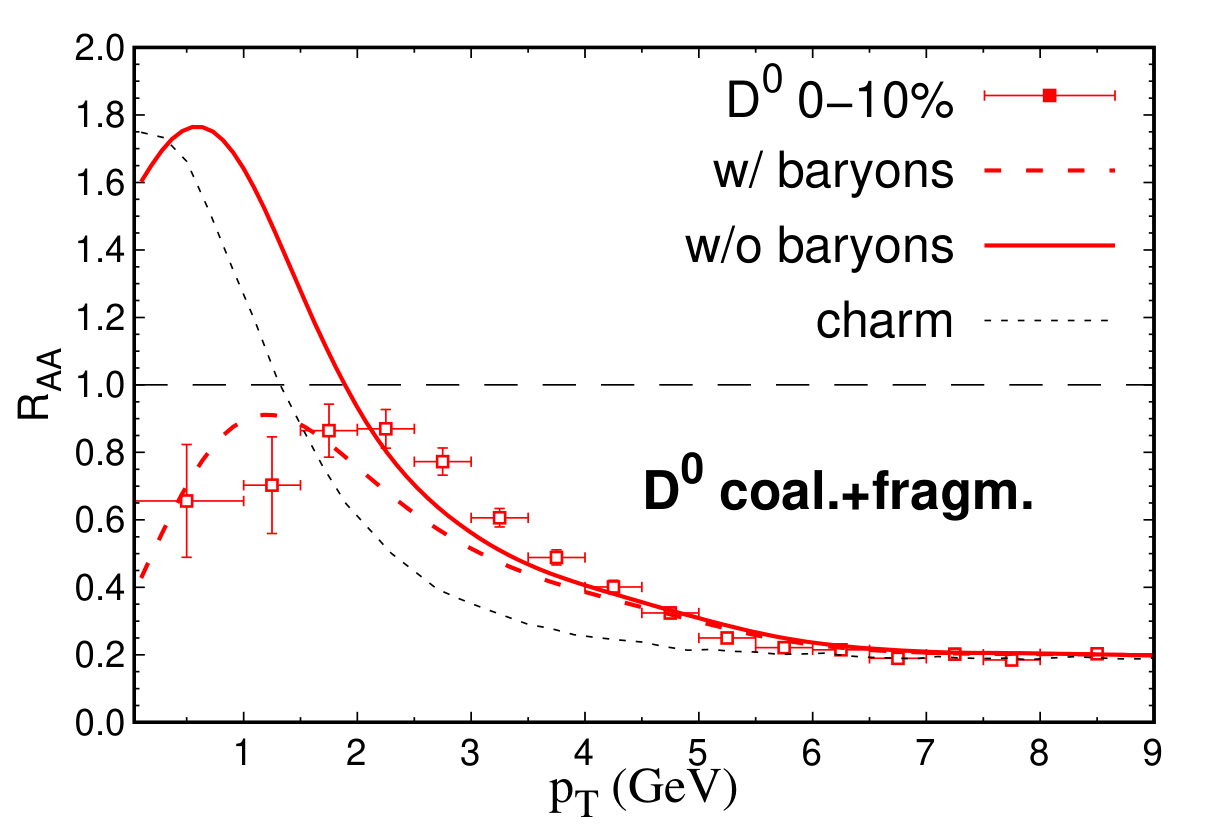 2.0
1.8
1.6
1.4
1.2
1.0
0.8
0.6
0.4
0.2
0.0
R_AA
D^0 0–10%
w/ baryons
w/o baryons
charm
D^0 coal.+fragm.
1 2 3 4 5 6 7 8 9
p_T (GeV)